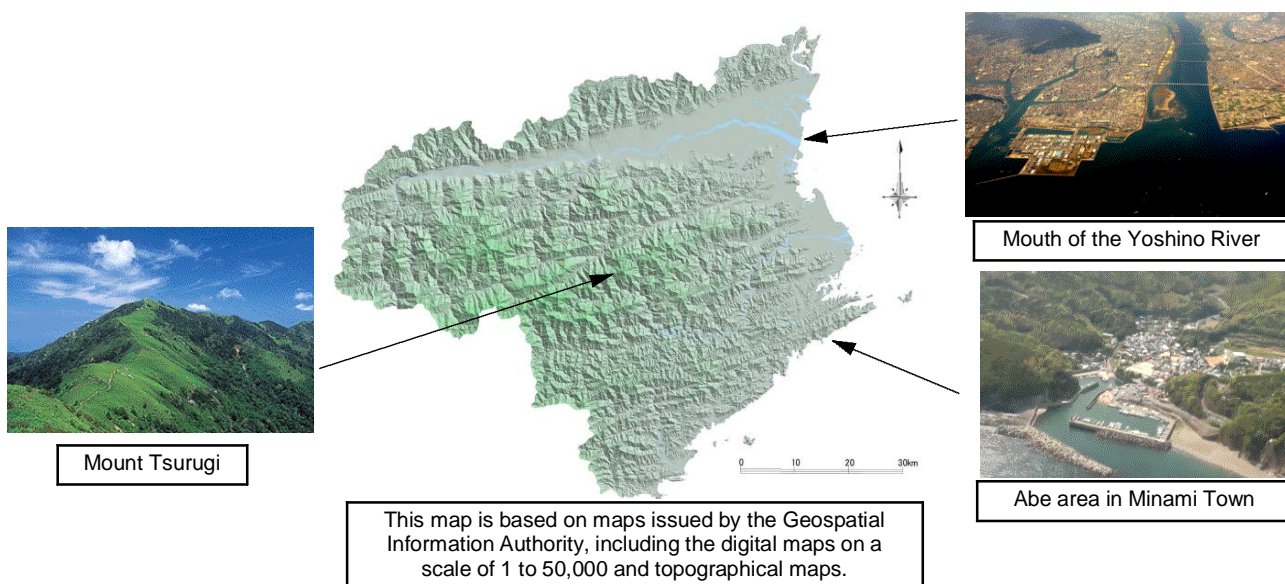 Mouth of the Yoshino River
Mount Tsurugi
0 10 20 30km
Abe area in Minami Town
This map is based on maps issued by the Geospatial
Information Authority, including the digital maps on a
scale of 1 to 50,000 and topographical maps.